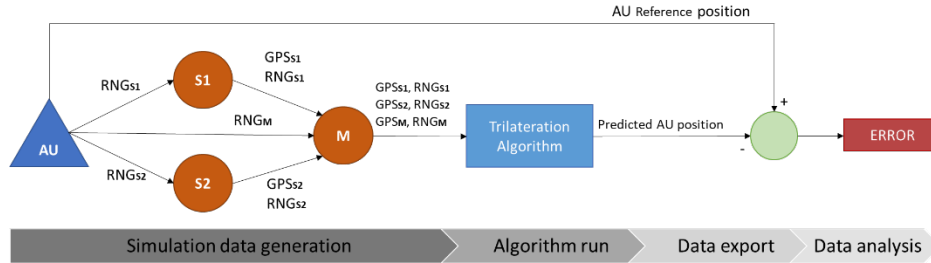 AU Reference position
GPSS1
RNGS1
RNGS1
S1
GPSS1, RNGS1
GPSS2, RNGS2
GPSM, RNGM
+
RNGM
AU
M
Trilateration
Algorithm
Predicted AU position
-
ERROR
RNGS2
S2
GPSS2
RNGS2
Simulation data generation
Algorithm run
Data export
Data analysis